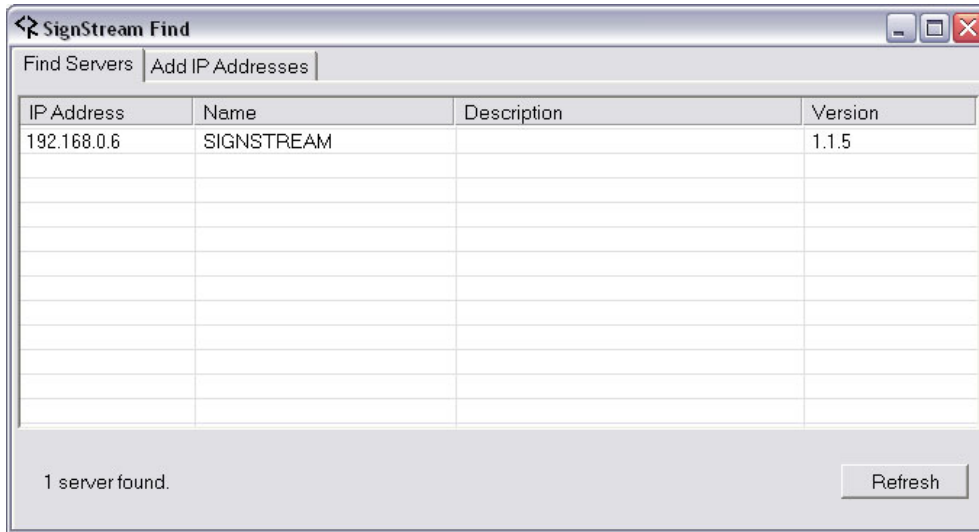 SignStream Find
Find Servers Add IP Addresses
IP Address Name Description Version
192.168.0.6 SIGNSTREAM 1.1.5
1 server found. Refresh